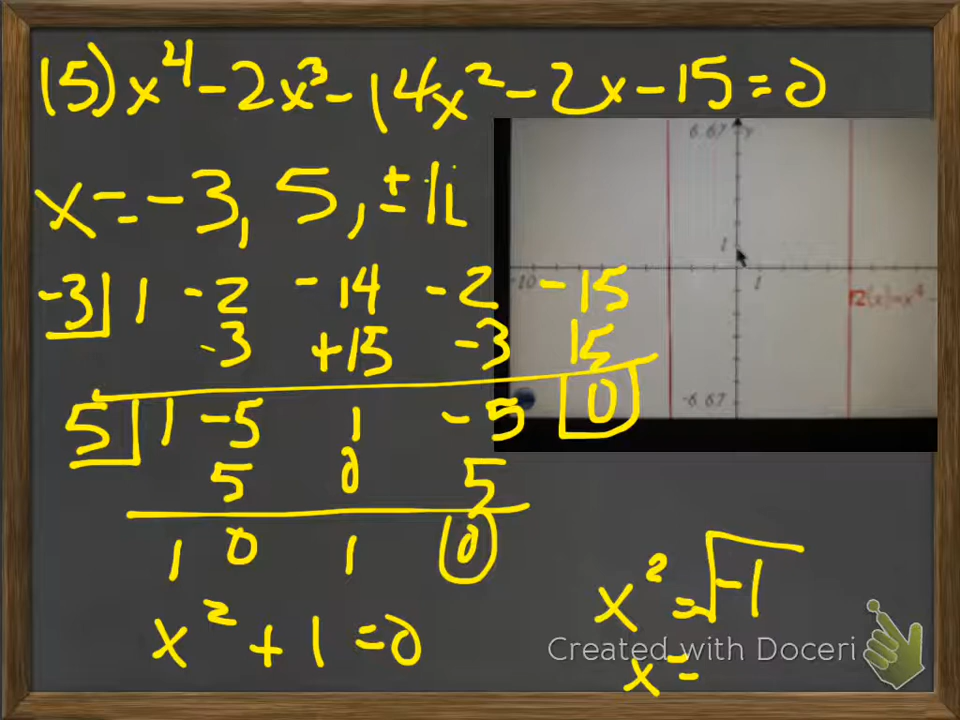 15) x⁴ - 2x³ - 14x² - 2x - 15 = 0
x = -3, 5, ±1i
-3 | 1 -2 -14 -2 -15
-3 +15 -3 15
5 | 1 -5 1 -5 0
5 0 5
1 0 1 0
x² + 1 = 0
x² = √-1
x =
6.67 y
1
-10 1
f2(x)=x⁴
-6.67
Created with Doceri